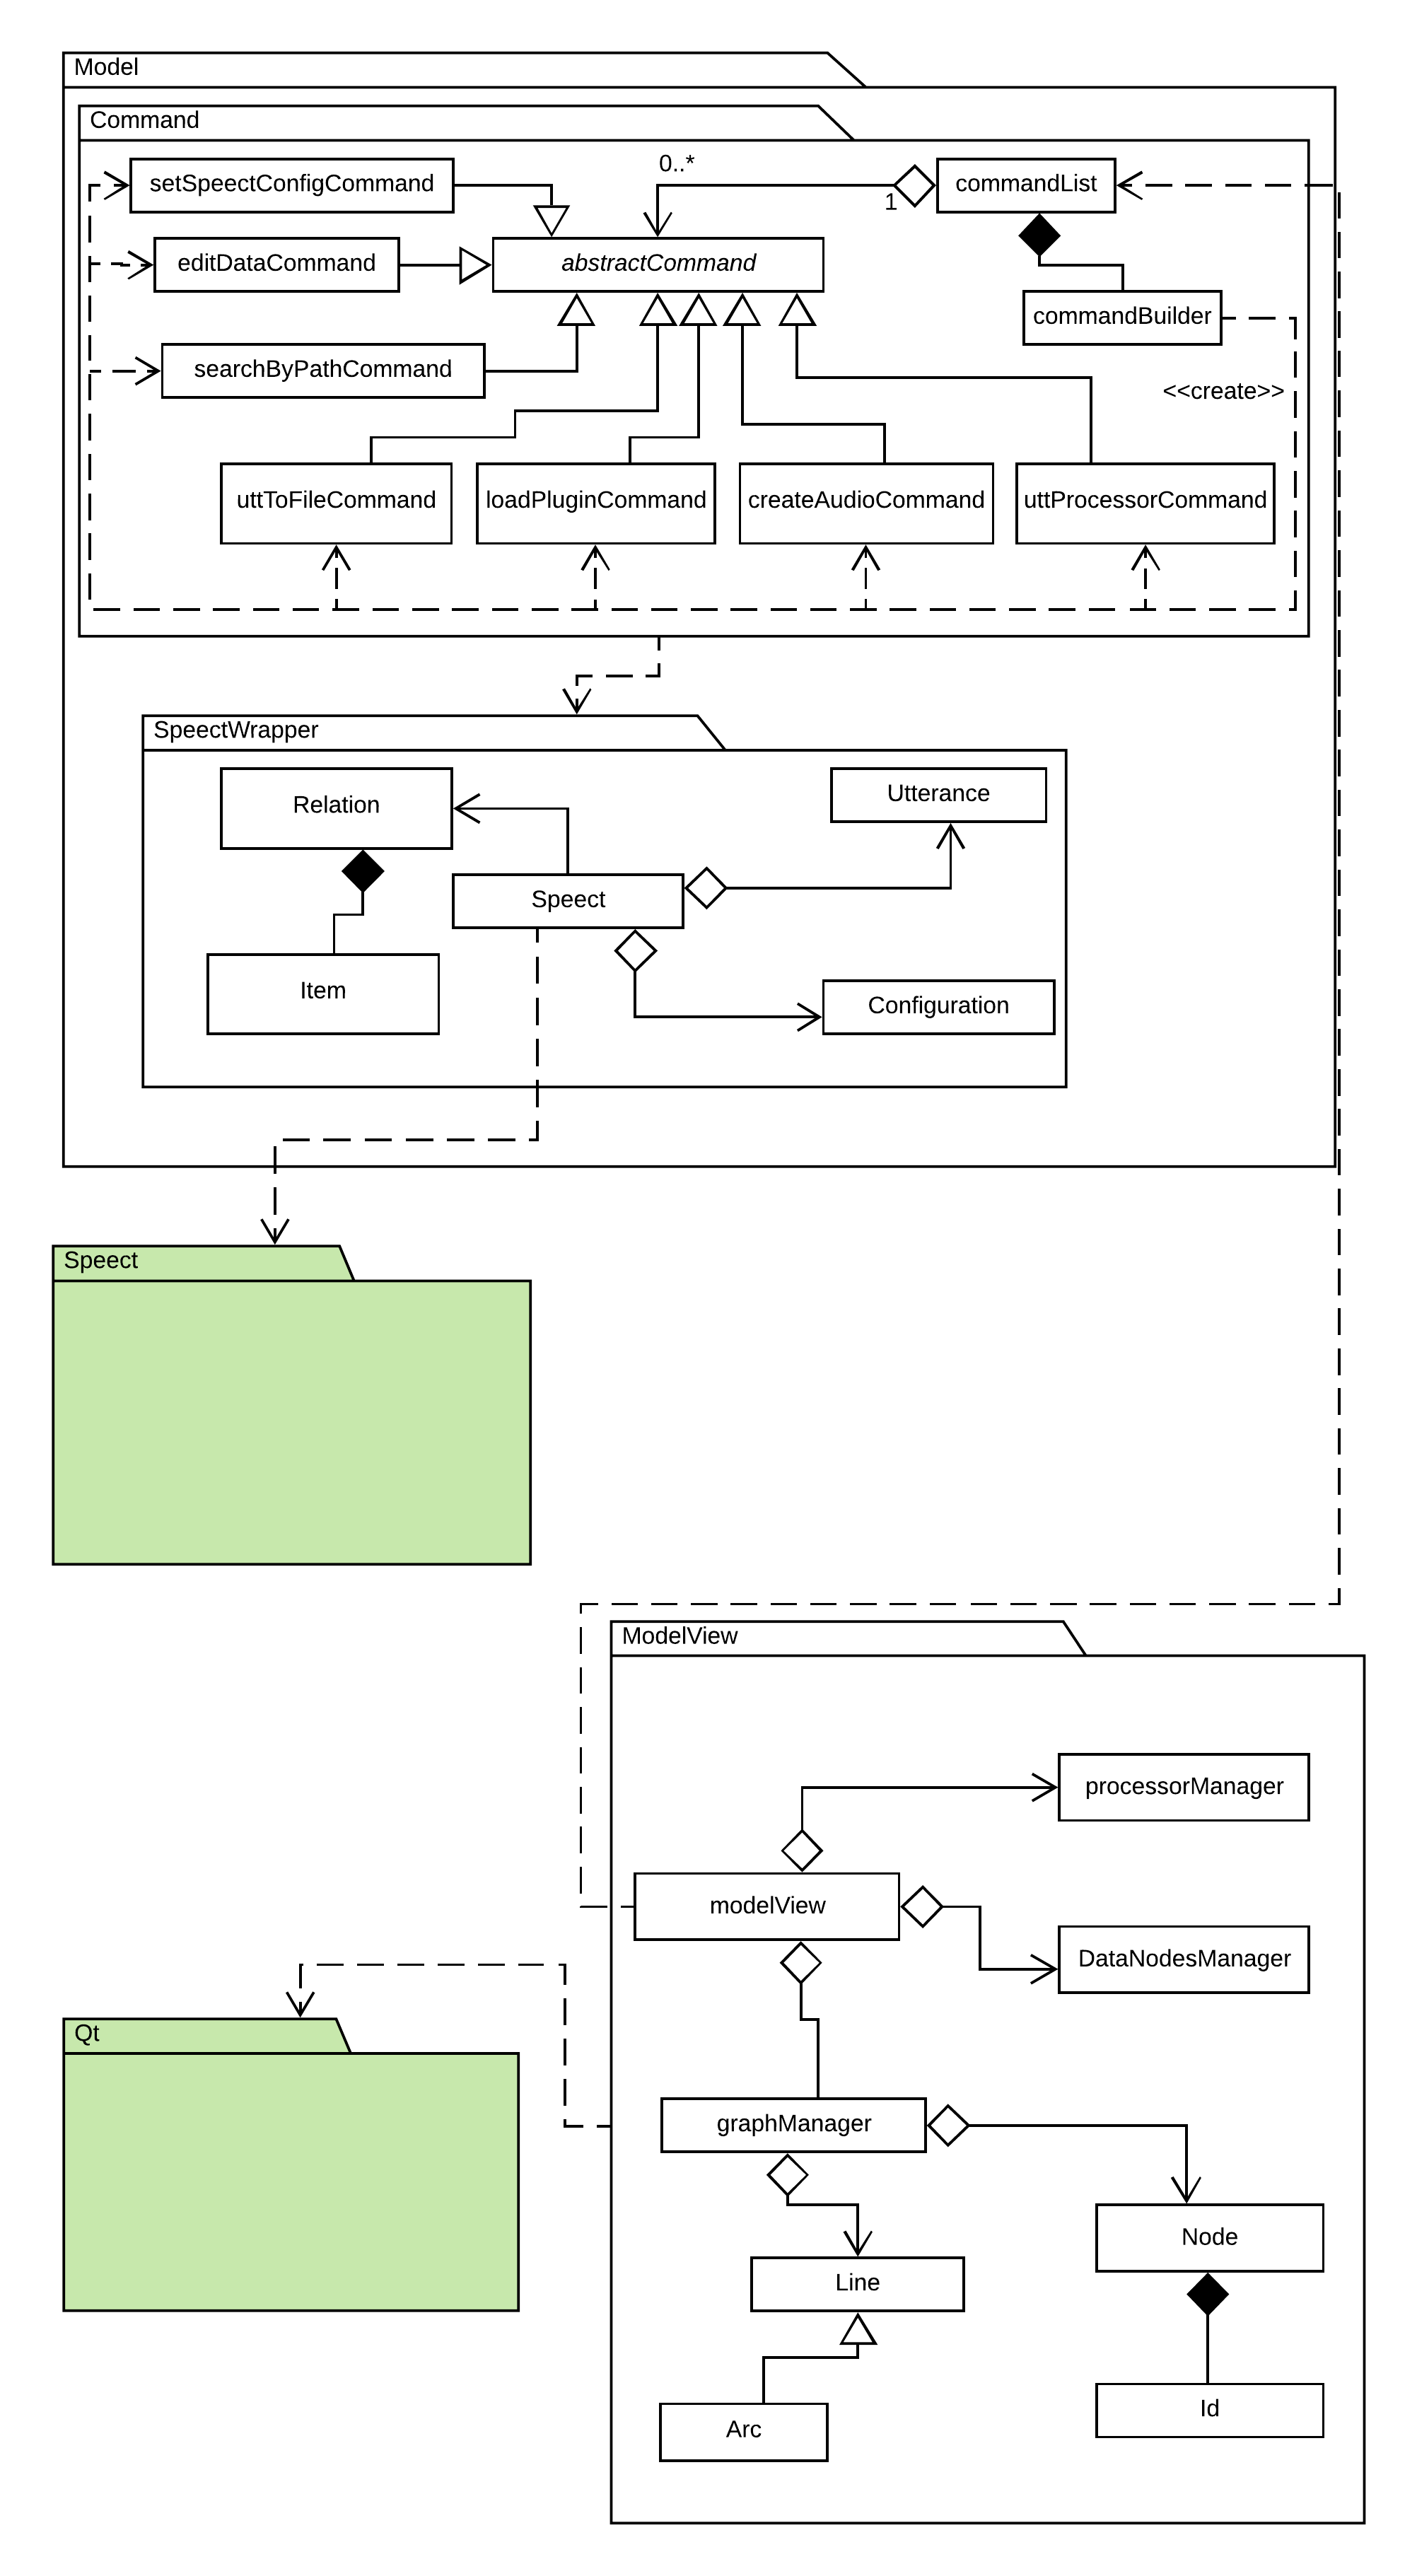 Model
Command
0..*
setSpeectConfigCommand
commandList
1
editDataCommand
abstractCommand
commandBuilder
searchByPathCommand
<<create>>
uttToFileCommand
loadPluginCommand
createAudioCommand
uttProcessorCommand
SpeectWrapper
Relation
Utterance
Speect
Item
Configuration
Speect
ModelView
processorManager
modelView
DataNodesManager
Qt
graphManager
Node
Line
Id
Arc